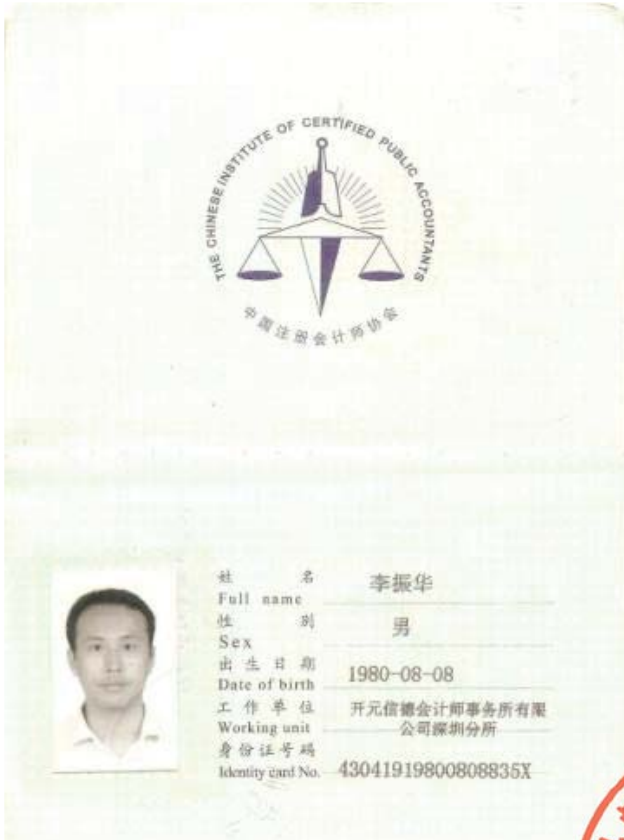 THE CHINESE INSTITUTE OF CERTIFIED PUBLIC ACCOUNTANTS
中国注册会计师协会
姓 名 李振华
Full name
性 别 男
Sex
出生日期 1980-08-08
Date of birth
工作单位 开元信德会计师事务所有限
Working unit 公司深圳分所
身份证号码
Identity card No. 43041919800808835X